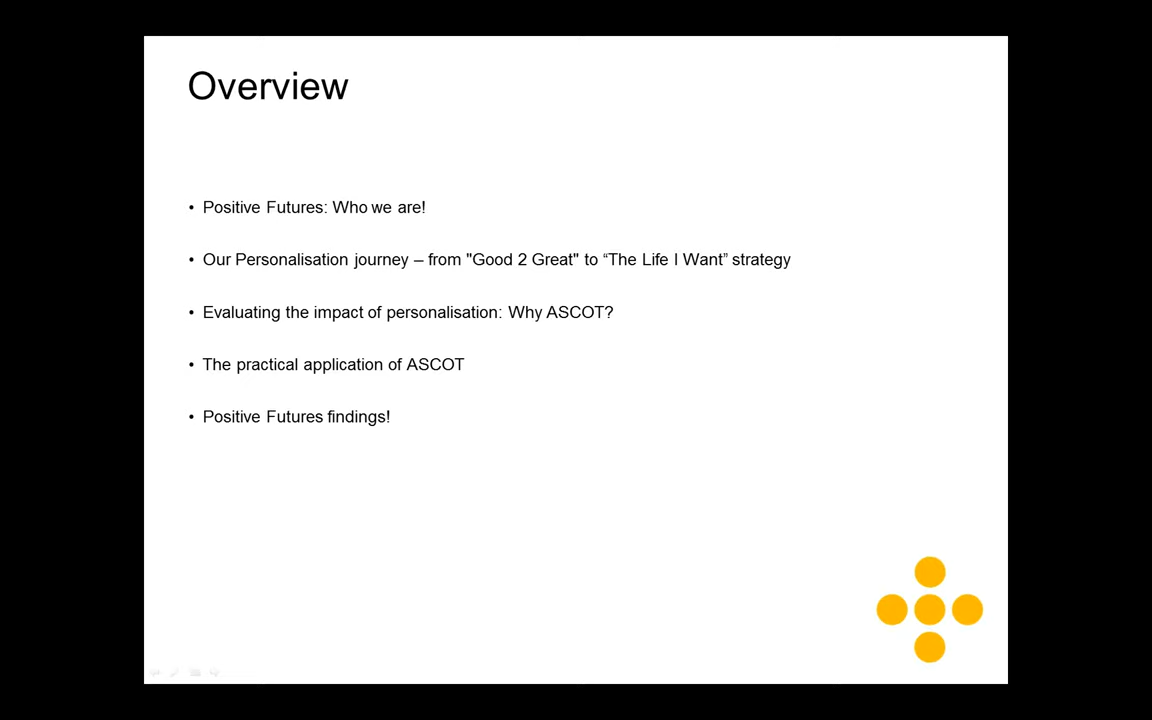 Overview
• Positive Futures: Who we are!
• Our Personalisation journey – from "Good 2 Great" to “The Life I Want” strategy
• Evaluating the impact of personalisation: Why ASCOT?
• The practical application of ASCOT
• Positive Futures findings!